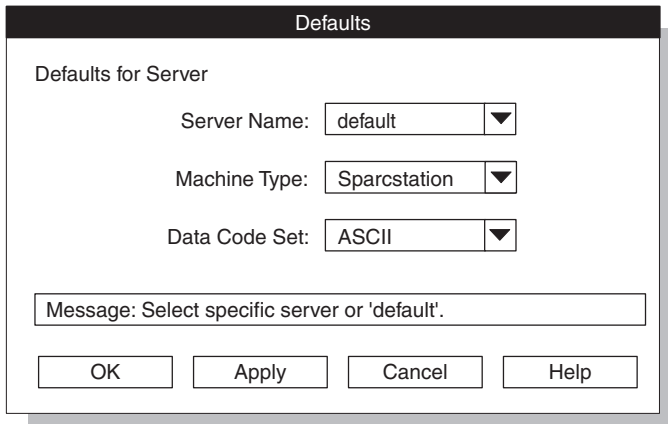 Defaults
Defaults for Server
Server Name: default
Machine Type: Sparcstation
Data Code Set: ASCII
Message: Select specific server or 'default'.
OK Apply Cancel Help